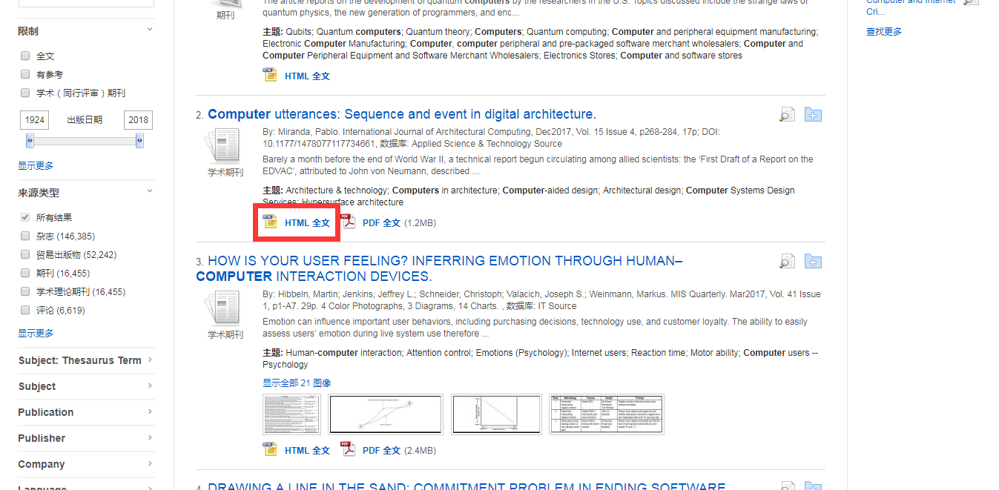 限制
全文
有参考
学术（同行评审）期刊
1924 出版日期 2018
显示更多
来源类型
所有结果
杂志 (146,385)
贸易出版物 (52,242)
期刊 (16,455)
学术理论期刊 (16,455)
评论 (6,619)
显示更多
Subject: Thesaurus Term
Subject
Publication
Publisher
Company
Language
期刊
The article reports on the development of quantum computers by the researchers in the U.S. Topics discussed include the strange laws of
quantum physics, the new generation of programmers, and enc...
主题: Qubits; Quantum computers; Quantum theory; Computers; Quantum computing; Computer and peripheral equipment manufacturing;
Electronic Computer Manufacturing; Computer, computer peripheral and pre-packaged software merchant wholesalers; Computer and
Computer Peripheral Equipment and Software Merchant Wholesalers; Electronics Stores; Computer and software stores
HTML 全文
2. Computer utterances: Sequence and event in digital architecture.
学术期刊
By: Miranda, Pablo. International Journal of Architectural Computing, Dec2017, Vol. 15 Issue 4, p268-284, 17p; DOI:
10.1177/1478077117734661, 数据库: Applied Science & Technology Source
Barely a month before the end of World War II, a technical report begun circulating among allied scientists: the ‘First Draft of a Report on the
EDVAC’, attributed to John von Neumann, described ...
主题: Architecture & technology; Computers in architecture; Computer-aided design; Architectural design; Computer Systems Design
Services; Hypersurface architecture
HTML 全文 PDF 全文 (1.2MB)
3. HOW IS YOUR USER FEELING? INFERRING EMOTION THROUGH HUMAN–
COMPUTER INTERACTION DEVICES.
学术期刊
By: Hibbeln, Martin; Jenkins, Jeffrey L.; Schneider, Christoph; Valacich, Joseph S.; Weinmann, Markus. MIS Quarterly. Mar2017, Vol. 41 Issue
1, p1-A7. 29p. 4 Color Photographs, 3 Diagrams, 14 Charts. , 数据库: IT Source
Emotion can influence important user behaviors, including purchasing decisions, technology use, and customer loyalty. The ability to easily
assess users’ emotion during live system use therefore ...
主题: Human-computer interaction; Attention control; Emotions (Psychology); Internet users; Reaction time; Motor ability; Computer users --
Psychology
显示全部 21 图像
HTML 全文 PDF 全文 (2.4MB)
4. DRAWING A LINE IN THE SAND: COMMITMENT PROBLEM IN ENDING SOFTWARE
Computer and Internet
Cri...
查找更多